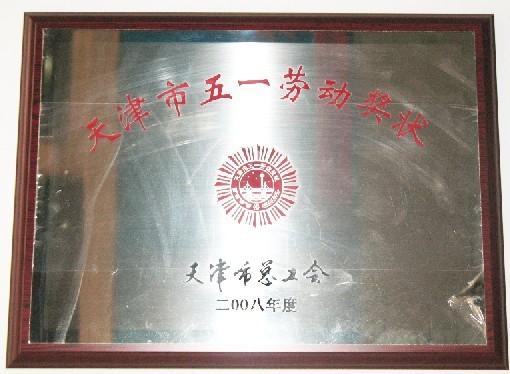 天津市五一劳动奖状
天津市总工会
二00八年度